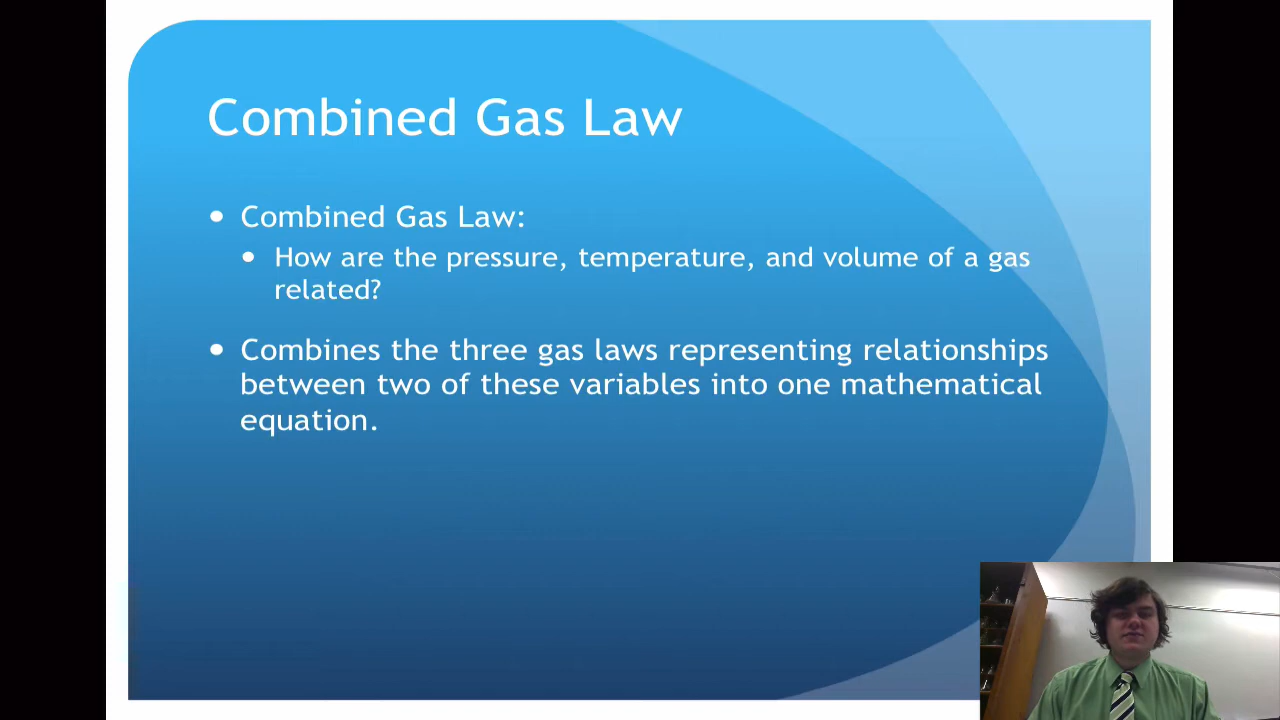 Combined Gas Law
• Combined Gas Law:
• How are the pressure, temperature, and volume of a gas
related?
• Combines the three gas laws representing relationships
between two of these variables into one mathematical
equation.